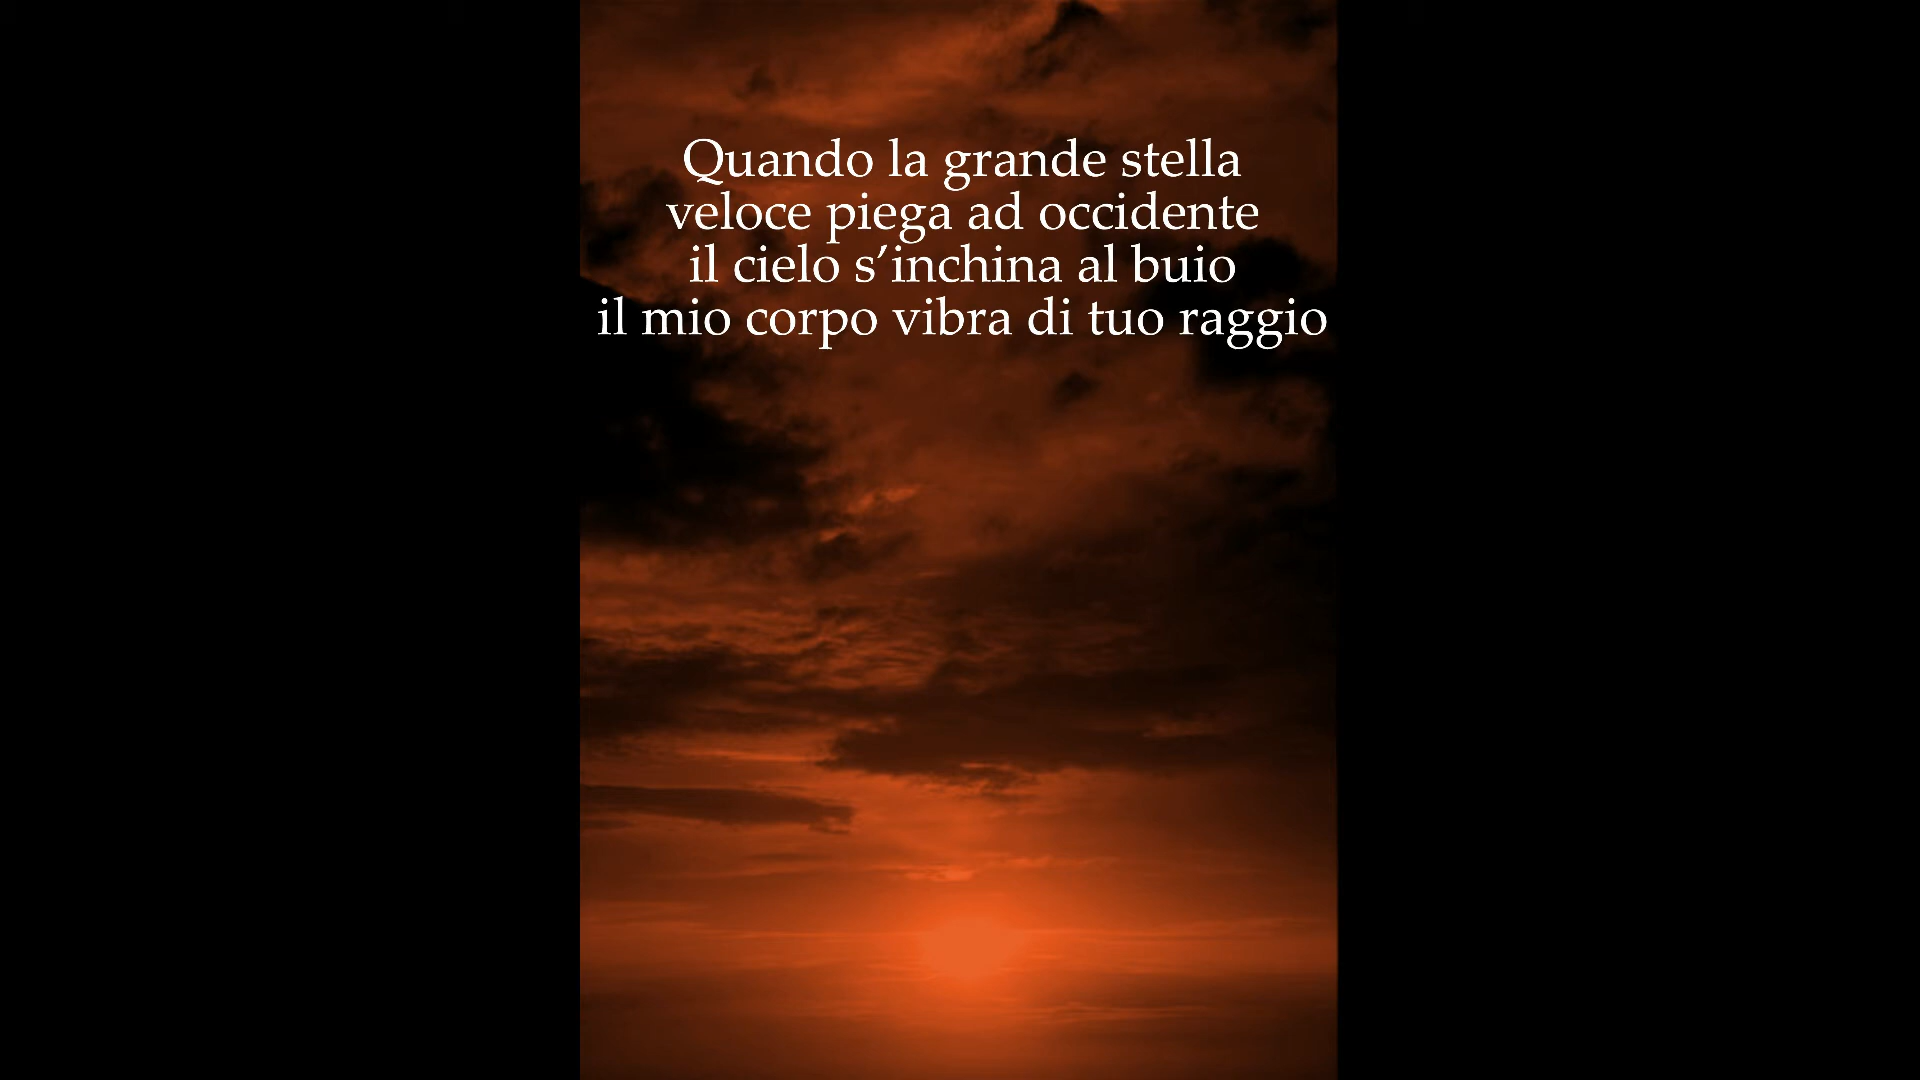 Quando la grande stella
veloce piega ad occidente
il cielo s’inchina al buio
il mio corpo vibra di tuo raggio